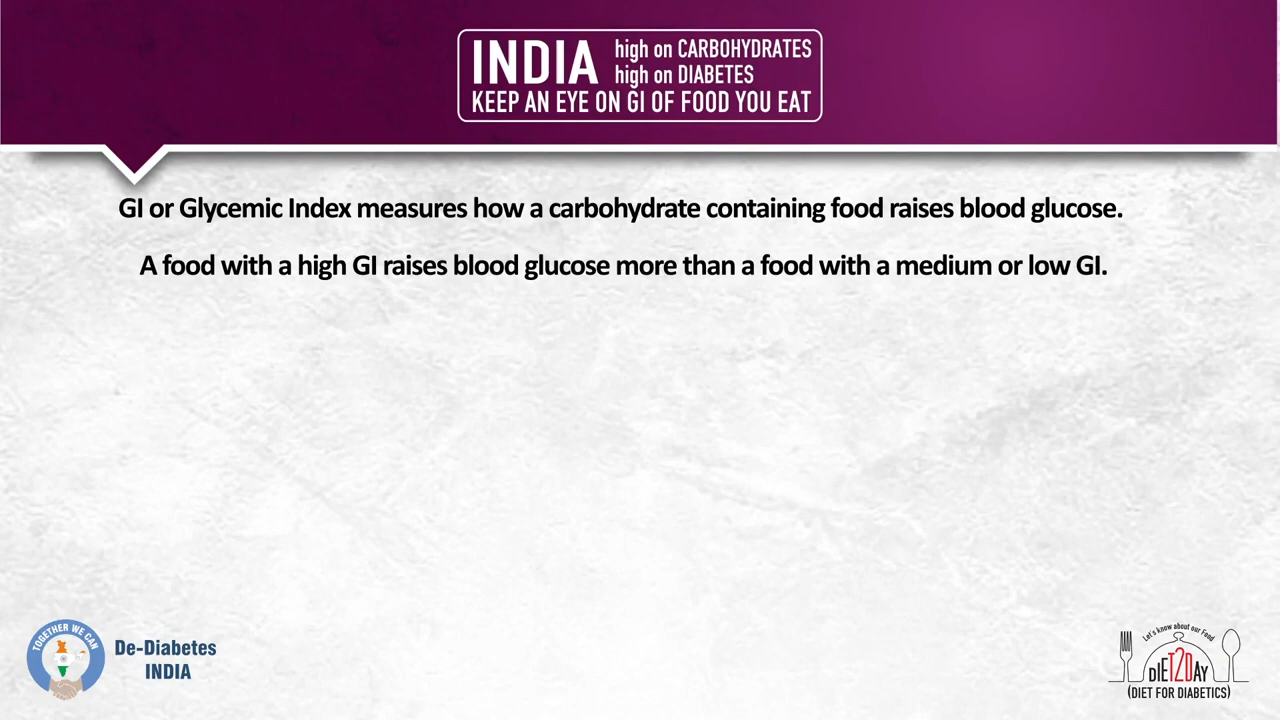 INDIA high on CARBOHYDRATES
high on DIABETES
KEEP AN EYE ON GI OF FOOD YOU EAT
GI or Glycemic Index measures how a carbohydrate containing food raises blood glucose.
A food with a high GI raises blood glucose more than a food with a medium or low GI.
TOGETHER WE CAN
De-Diabetes
INDIA
Let's know about our Food
DIET2DAY
(DIET FOR DIABETICS)